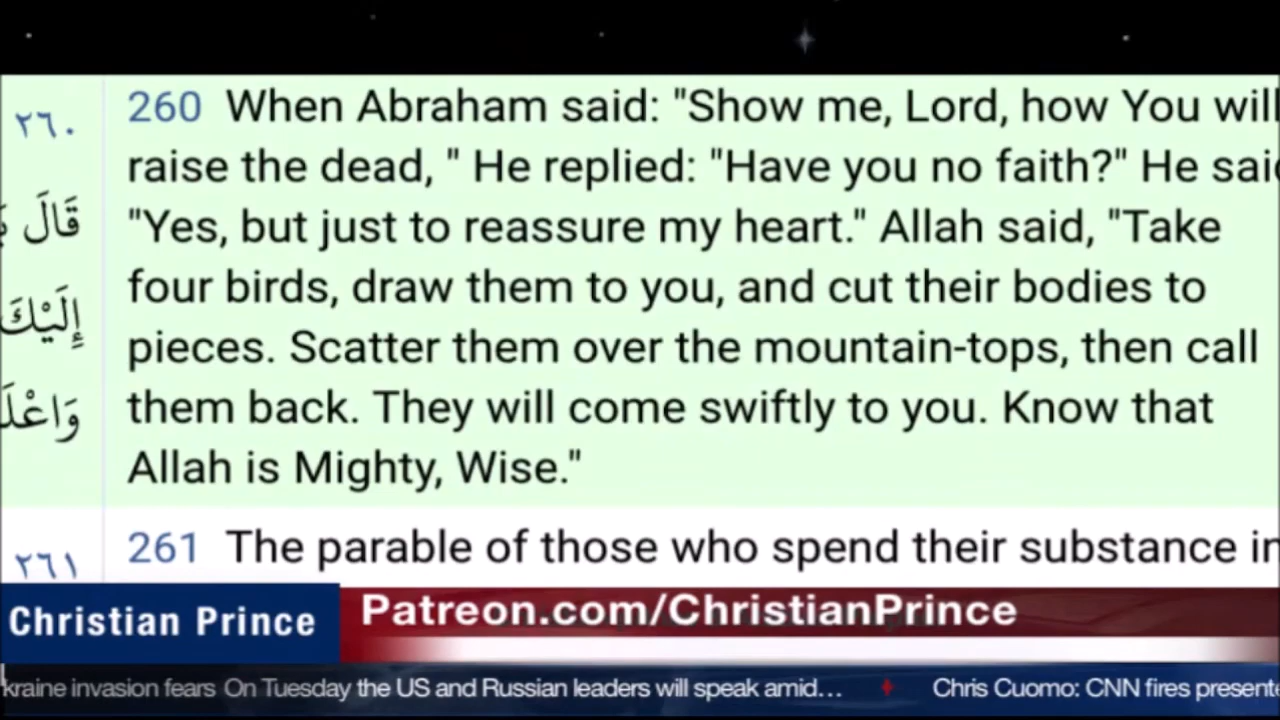 ٢٦٠
260 When Abraham said: "Show me, Lord, how You will
raise the dead, " He replied: "Have you no faith?" He
قَالَ
"Yes, but just to reassure my heart." Allah said, "Take
four birds, draw them to you, and cut their bodies to
إِلَيْكَ
pieces. Scatter them over the mountain-tops, then call
them back. They will come swiftly to you. Know that
Allah is Mighty, Wise."
٢٦١
261 The parable of those who spend their substance in
Christian Prince
Patreon.com/ChristianPrince
kraine invasion fears On Tuesday the US and Russian leaders will speak amid… Chris Cuomo: CNN fires